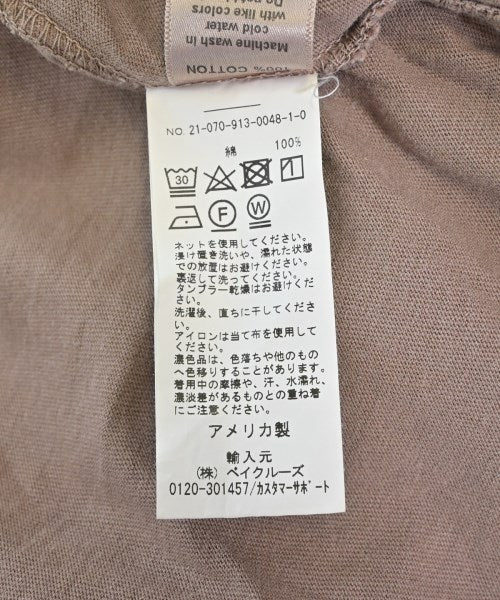 Do not
with like colors
cold water
Machine wash in
100% COTTON
NO. 21-070-913-0048-1-0
綿 100%
30
F W
ネットを使用してください。
浸け置き洗いや、濡れた状態
での放置はお避けください。
裏返して洗ってください。
タンブラー乾燥はお避けください。
洗濯後、直ちに干してください。
アイロンは当て布を使用して
ください。
濃色品は、色落ちや他のもの
へ色移りすることがあります。
着用中の摩擦や、汗、水濡れ、
濃淡差があるものとの重ね着
にご注意ください。
アメリカ製
輸入元
(株) ベイクルーズ
0120-301457/カスタマーサポート